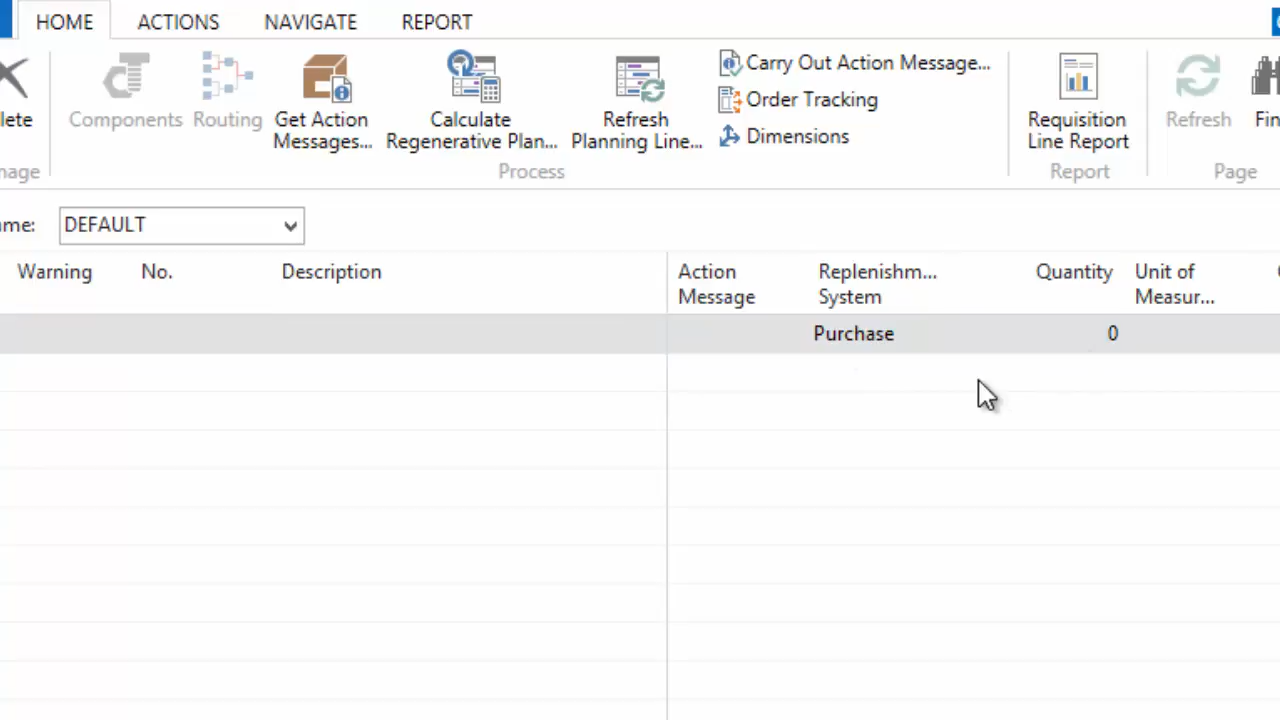 HOME ACTIONS NAVIGATE REPORT
lete
Components
Routing
Get Action
Messages...
Calculate
Regenerative Plan...
Refresh
Planning Line...
Carry Out Action Message...
Order Tracking
Dimensions
Requisition
Line Report
Refresh
Fin
nage
Process
Report
Page
me:
DEFAULT
Warning
No.
Description
Action
Message
Replenishm...
System
Quantity
Unit of
Measur...
Purchase
0